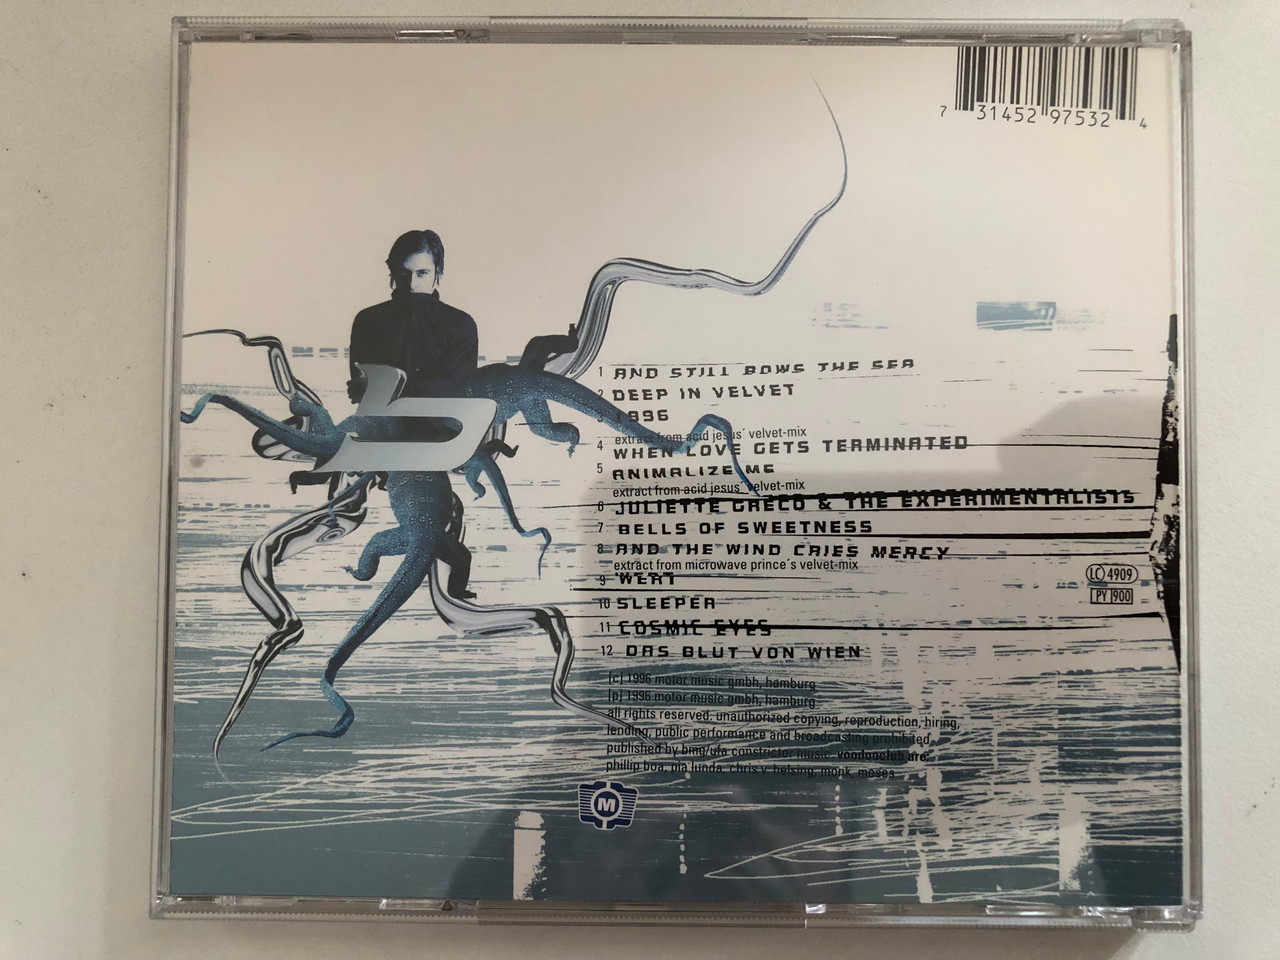 7 31452 97532 4
1 AND STILL BOWS THE SEA
2 DEEP IN VELVET
3 1996
extract from acid jesus´ velvet-mix
4 WHEN LOVE GETS TERMINATED
5 ANIMALIZE ME
extract from acid jesus´ velvet-mix
6 JULIETTE GRECO & THE EXPERIMENTALISTS
7 BELLS OF SWEETNESS
8 AND THE WIND CRIES MERCY
extract from microwave prince´s velvet-mix
9 WERT
10 SLEEPER
11 COSMIC EYES
12 DAS BLUT VON WIEN
LC 4909
PY 900
[c] 1996 motor music gmbh, hamburg
[p] 1996 motor music gmbh, hamburg
all rights reserved. unauthorized copying, reproduction, hiring,
lending, public performance and broadcasting prohibited.
published by bmg/ufa constrictor music. voodooclub are:
phillip boa, pia lunda, chris v. helsing, monk, moses
M